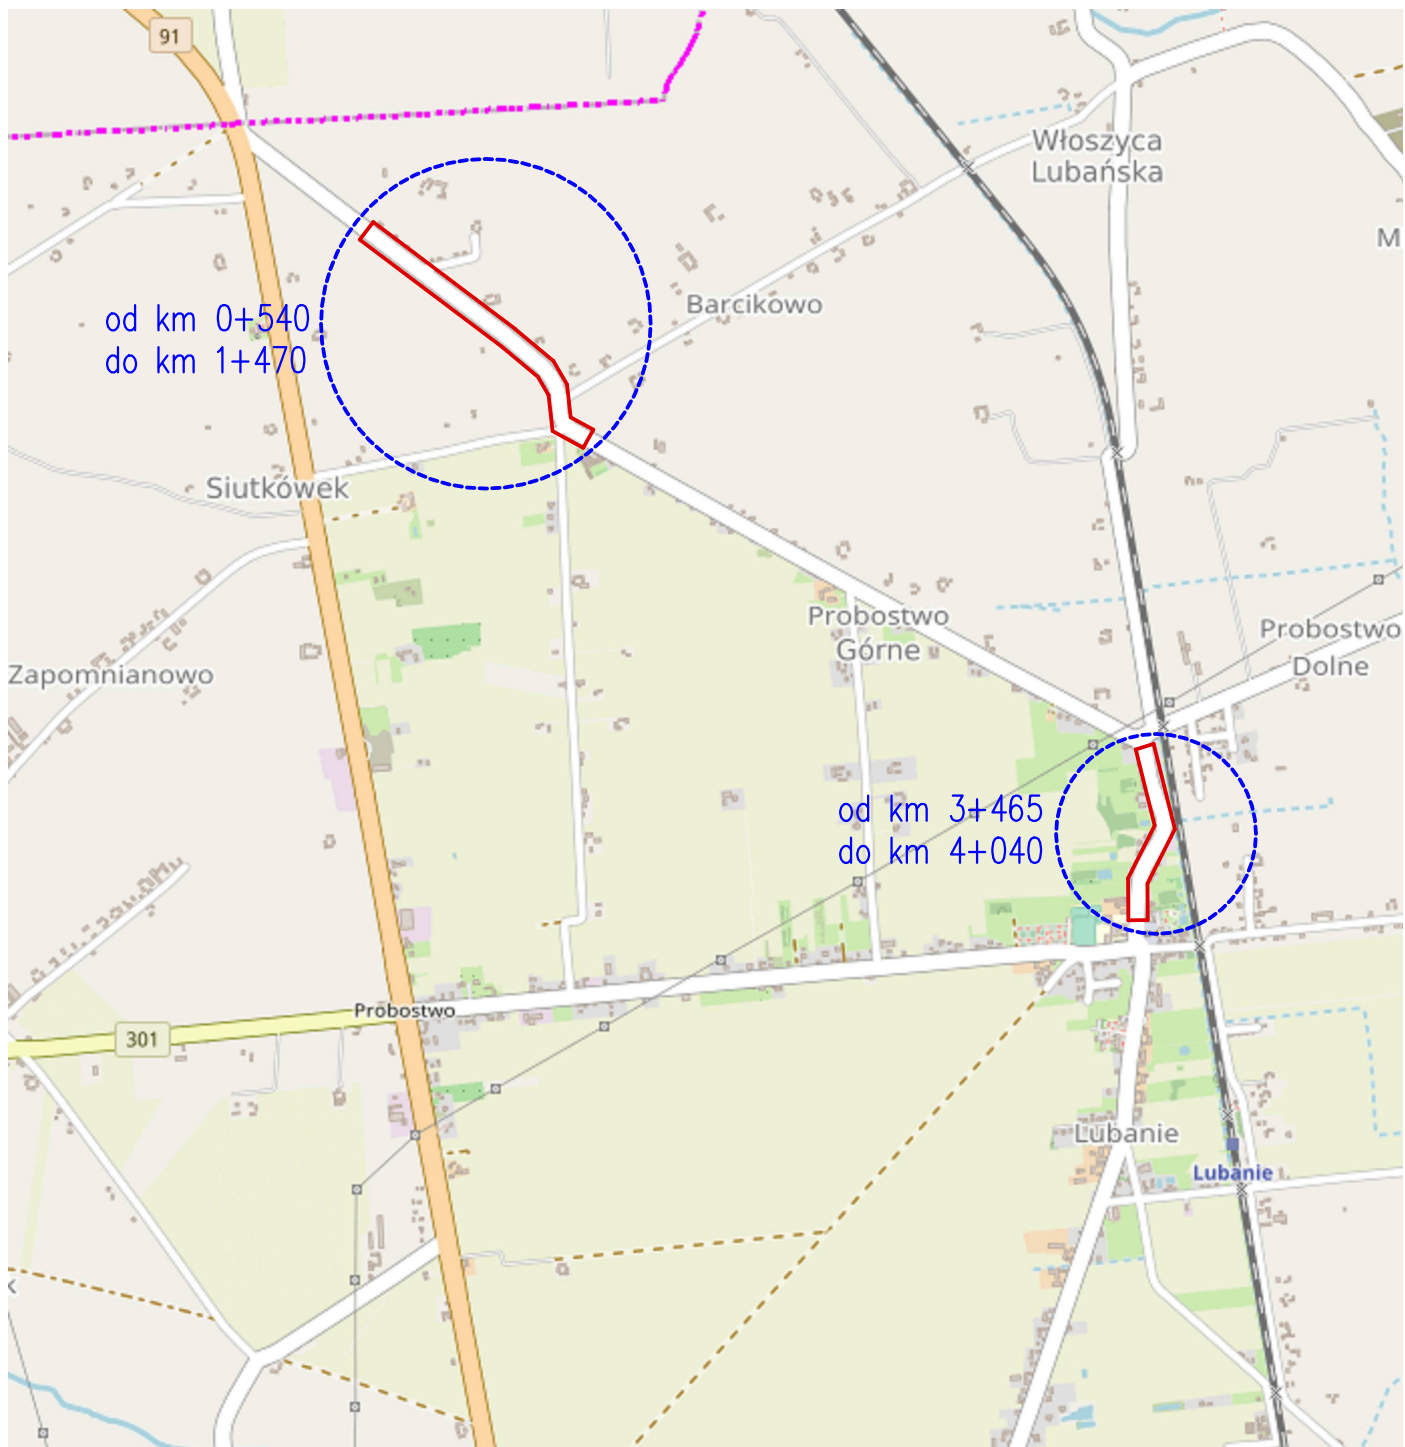 91
Włoszyca
Lubańska
M
Barcikowo
od km 0+540
do km 1+470
Siutkówek
Probostwo
Górne
Probostwo
Dolne
Zapomnianowo
od km 3+465
do km 4+040
Probostwo
301
Lubanie
Lubanie
k